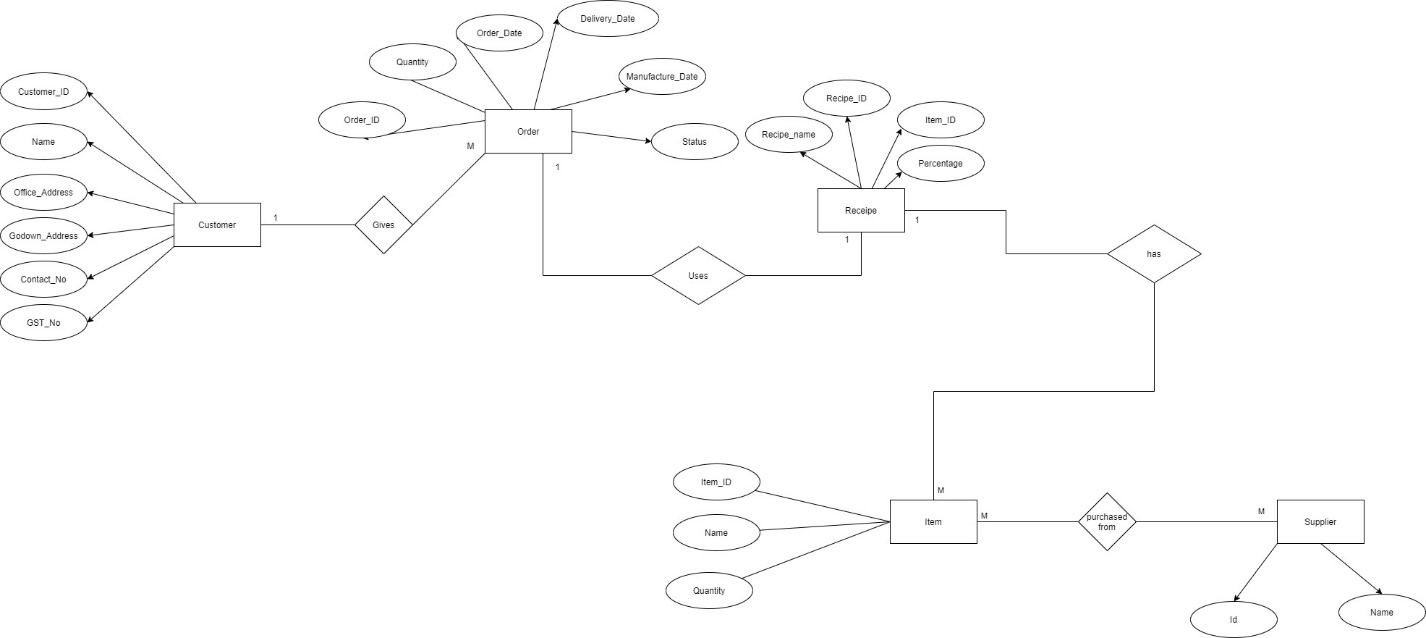 Delivery_Date
Order_Date
Quantity
Manufacture_Date
Customer_ID
Recipe_ID
Order_ID
Item_ID
Order
Recipe_name
Name
Status
M
Percentage
1
Office_Address
Receipe
1
Customer
1
Gives
Godown_Address
1
has
Uses
Contact_No
GST_No
Item_ID
M
M
M
purchased
from
Item
Supplier
Name
Quantity
Id
Name